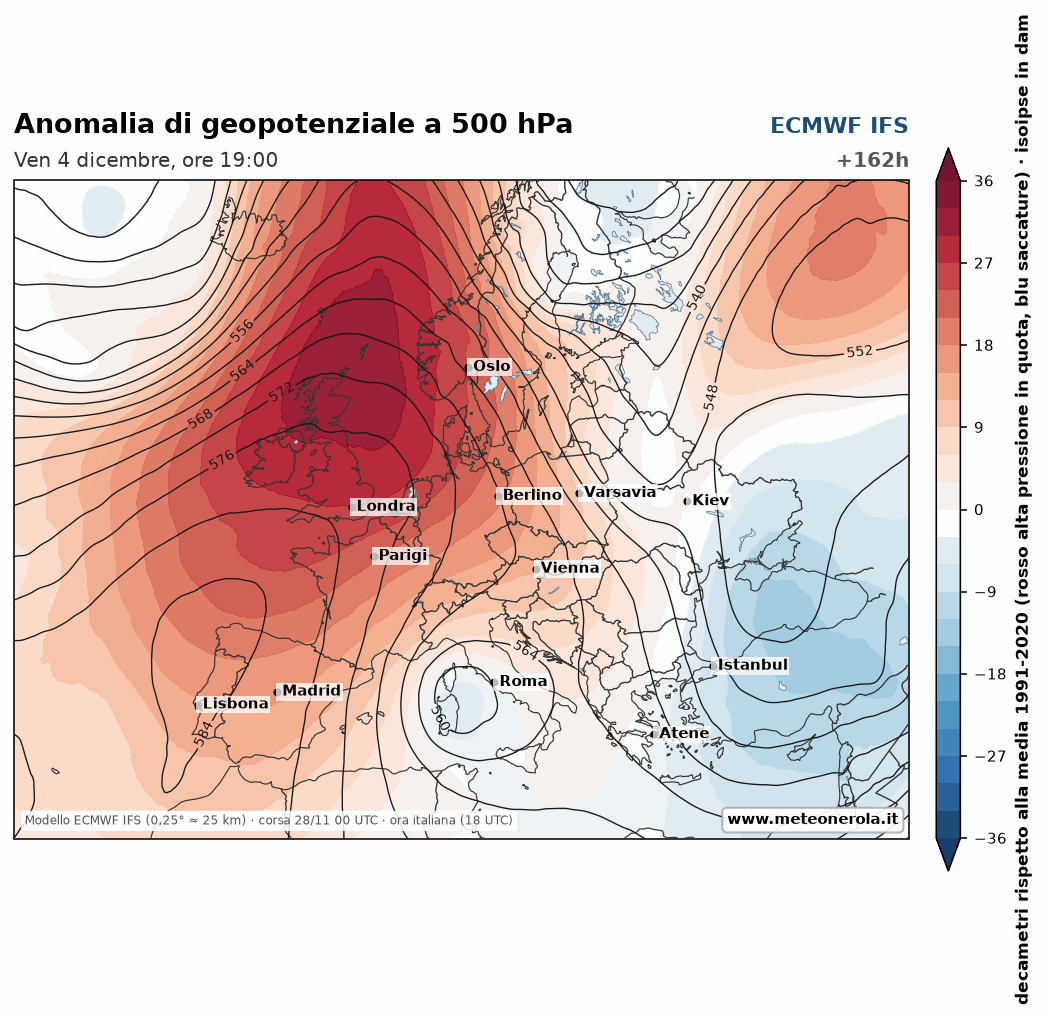 Anomalia di geopotenziale a 500 hPa
ECMWF IFS
Ven 4 dicembre, ore 19:00
+162h
556
564
572
568
576
540
548
552
Oslo
Londra
Berlino
Varsavia
Kiev
Parigi
Vienna
564
Istanbul
Roma
Madrid
Lisbona
560
584
Atene
Modello ECMWF IFS (0,25° ≈ 25 km) · corsa 28/11 00 UTC · ora italiana (18 UTC)
www.meteonerola.it
36
27
18
9
0
−9
−18
−27
−36
decametri rispetto alla media 1991-2020 (rosso alta pressione in quota, blu saccature) · isoipse in dam